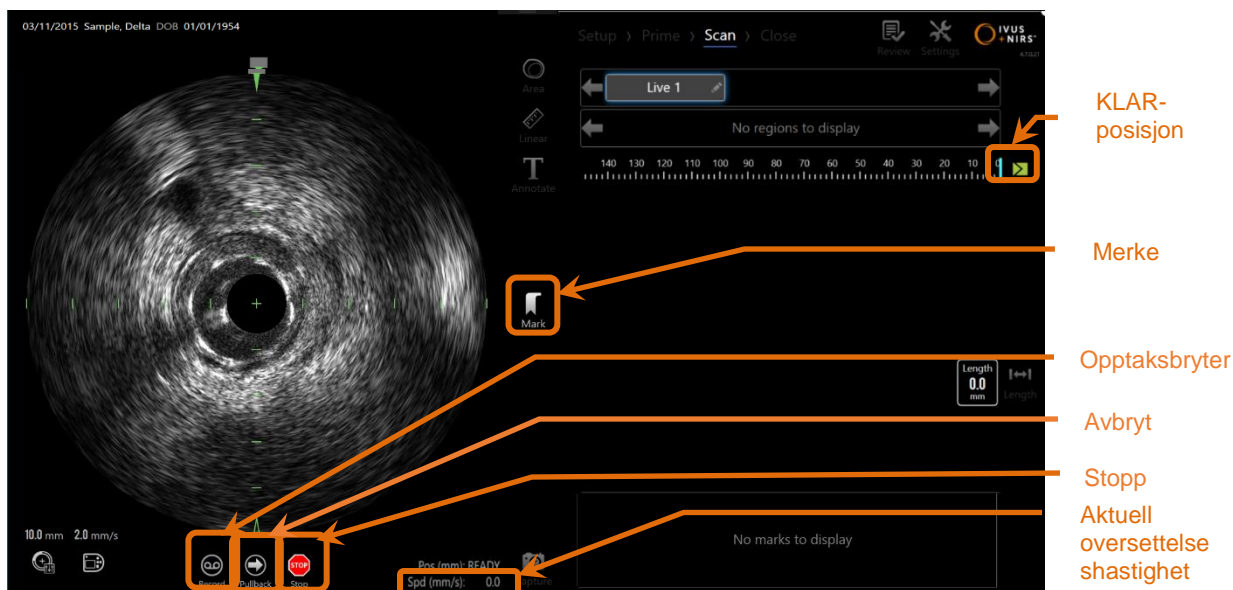 03/11/2015 Sample, Delta DOB 01/01/1954
Setup › Prime › Scan › Close
Review
Settings
IVUS
+NIRS™
Area
Linear
Annotate
Live 1
No regions to display
140 130 120 110 100 90 80 70 60 50 40 30 20 10 0
KLAR-
posisjon
Merke
Mark
Opptaksbryter
Length
0.0
mm
Length
Avbryt
Stopp
Aktuell
oversettelse
shastighet
No marks to display
10.0 mm 2.0 mm/s
Record
Pullback
STOP
Stop
Pos (mm): READY
Spd (mm/s): 0.0